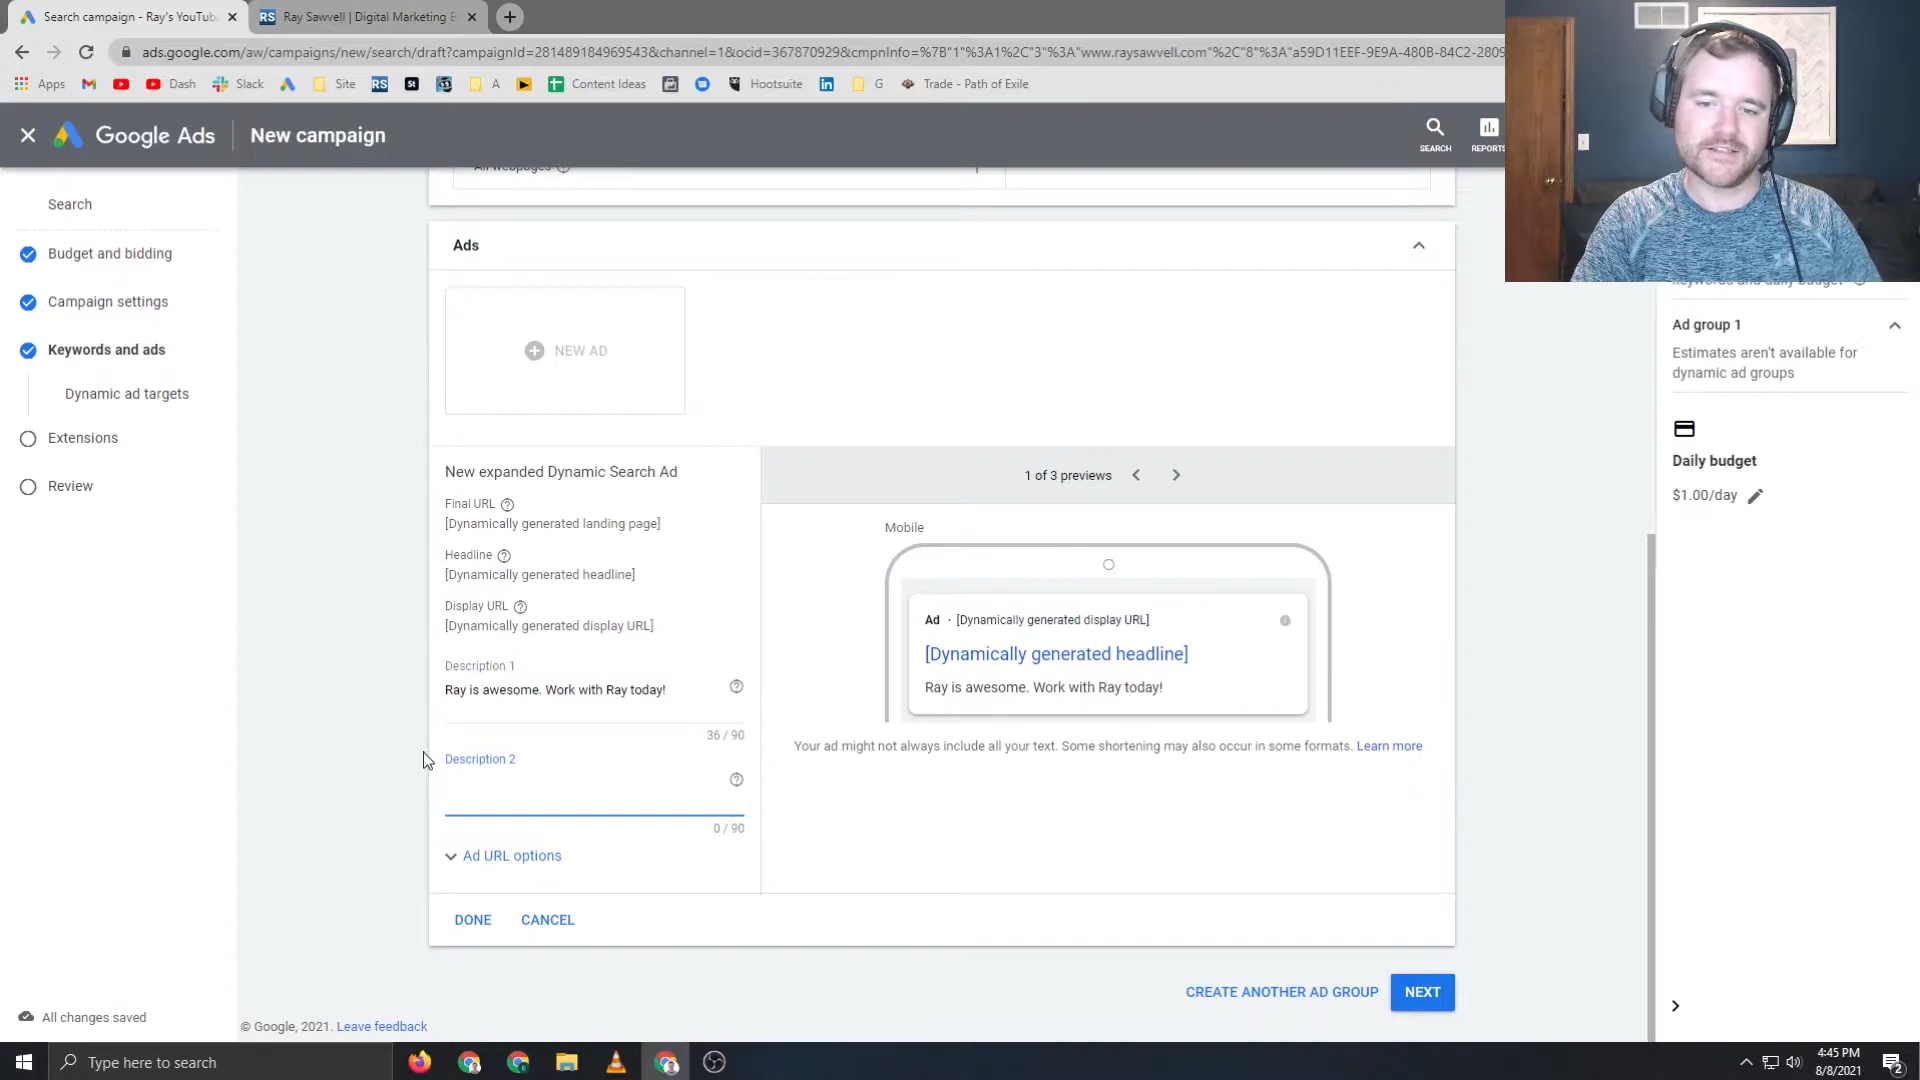 Search campaign - Ray's YouTub
Ray Sawvell | Digital Marketing E
ads.google.com/aw/campaigns/new/search/draft?campaignId=281489184969543&channel=1&ocid=367870929&cmpnInfo=%7B"1"%3A1%2C"3"%3A"www.raysawvell.com"%2C"8"%3A"a59D11EEF-9E9A-480B-84C2-2809
Apps
Dash
Slack
Site
RS
A
Content Ideas
Hootsuite
G
Trade - Path of Exile
Google Ads
New campaign
SEARCH
REPORTS
Search
Budget and bidding
Campaign settings
Keywords and ads
Dynamic ad targets
Extensions
Review
All changes saved
All webpages
Ads
NEW AD
New expanded Dynamic Search Ad
Final URL
[Dynamically generated landing page]
Headline
[Dynamically generated headline]
Display URL
[Dynamically generated display URL]
Description 1
Ray is awesome. Work with Ray today!
36 / 90
Description 2
0 / 90
Ad URL options
DONE
CANCEL
1 of 3 previews
Mobile
Ad · [Dynamically generated display URL]
[Dynamically generated headline]
Ray is awesome. Work with Ray today!
Your ad might not always include all your text. Some shortening may also occur in some formats. Learn more
CREATE ANOTHER AD GROUP
NEXT
© Google, 2021. Leave feedback
keywords and daily budget
Ad group 1
Estimates aren't available for
dynamic ad groups
Daily budget
$1.00/day
Type here to search
4:45 PM
8/8/2021
2